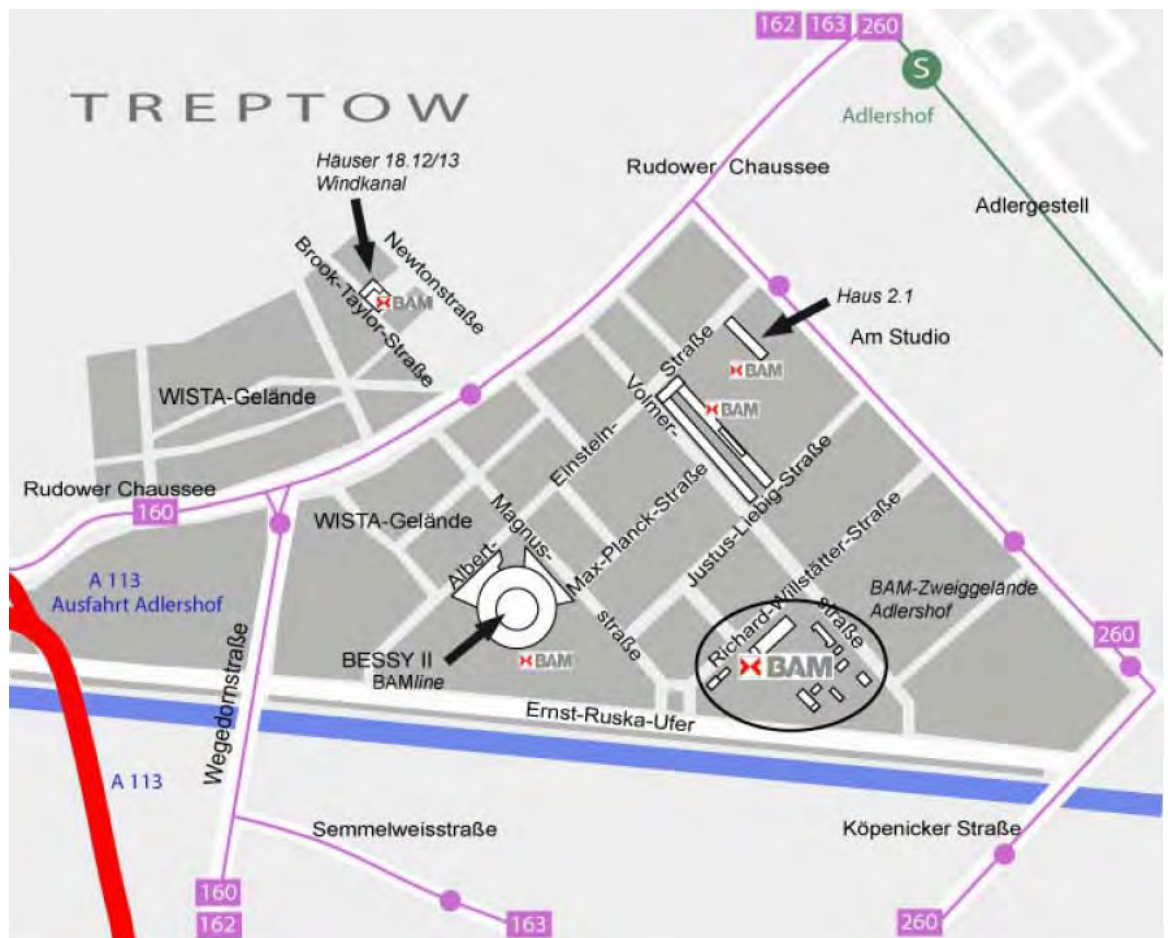 162 163 260
TREPTOW
S
Adlershof
Häuser 18.12/13
Windkanal
Rudower Chaussee
Adlergestell
Newtonstraße
Brook-Taylor-Straße
BAM
Haus 2.1
Am Studio
BAM
WISTA-Gelände
Straße
Volmer-
BAM
Einstein-
Rudower Chaussee
160
WISTA-Gelände
Magnus-
Max-Planck-Straße
Justus-Liebig-Straße
Albert-
Richard-Willstätter-Straße
A 113
Ausfahrt Adlershof
BAM-Zweiggelände
Adlershof
straße
straße
260
BESSY II
BAMline
BAM
BAM
Wegedornstraße
Ernst-Ruska-Ufer
A 113
Semmelweisstraße
Köpenicker Straße
160
162
163
260